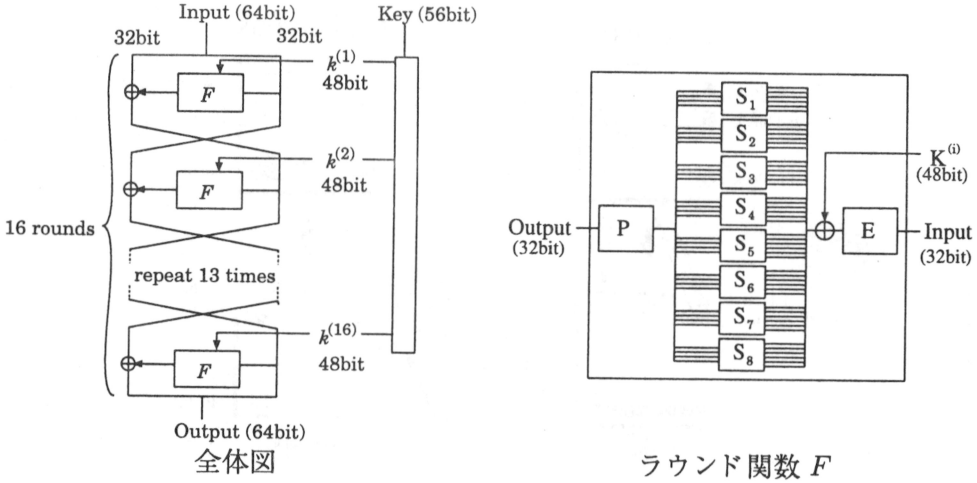 Input (64bit)
Key (56bit)
32bit
32bit
k(1)
48bit
F
k(2)
48bit
F
16 rounds
repeat 13 times
k(16)
48bit
F
Output (64bit)
全体図
S1
S2
S3
S4
S5
S6
S7
S8
K(i)
(48bit)
Output
(32bit)
P
E
Input
(32bit)
ラウンド関数 F